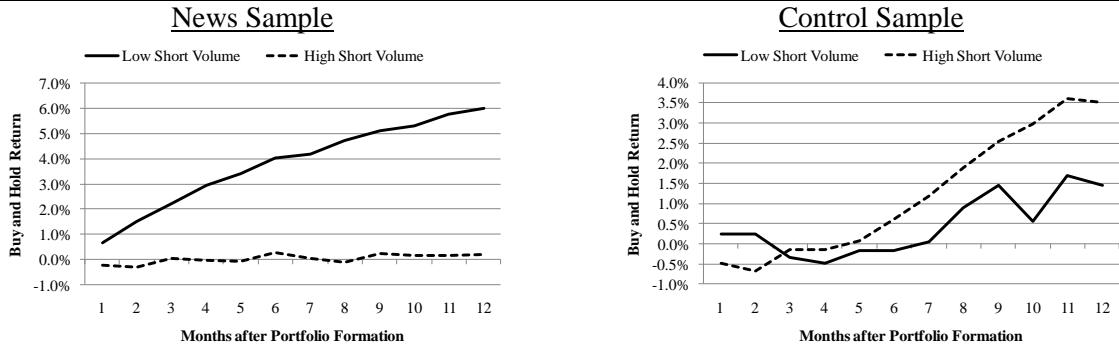 News Sample
Low Short Volume High Short Volume
Buy and Hold Return
7.0%
6.0%
5.0%
4.0%
3.0%
2.0%
1.0%
0.0%
-1.0%
1 2 3 4 5 6 7 8 9 10 11 12
Months after Portfolio Formation
Control Sample
Low Short Volume High Short Volume
Buy and Hold Return
4.0%
3.5%
3.0%
2.5%
2.0%
1.5%
1.0%
0.5%
0.0%
-0.5%
-1.0%
1 2 3 4 5 6 7 8 9 10 11 12
Months after Portfolio Formation